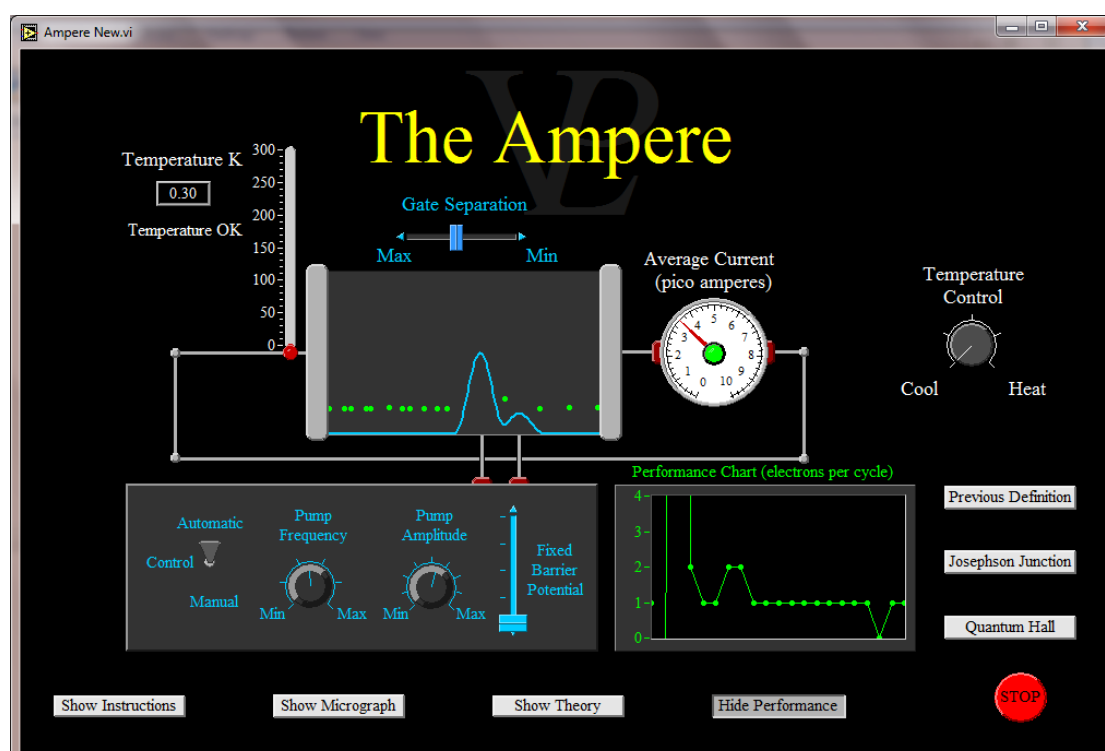 Ampere New.vi
The Ampere
Temperature K
0.30
Temperature OK
300
250
200
150
100
50
0
Gate Separation
Max
Min
Average Current
(pico amperes)
0
1
2
3
4
5
6
7
8
9
10
Temperature
Control
Cool
Heat
Automatic
Control
Manual
Pump
Frequency
Min
Max
Pump
Amplitude
Min
Max
Fixed
Barrier
Potential
Performance Chart (electrons per cycle)
4
3
2
1
0
Previous Definition
Josephson Junction
Quantum Hall
Show Instructions
Show Micrograph
Show Theory
Hide Performance
STOP